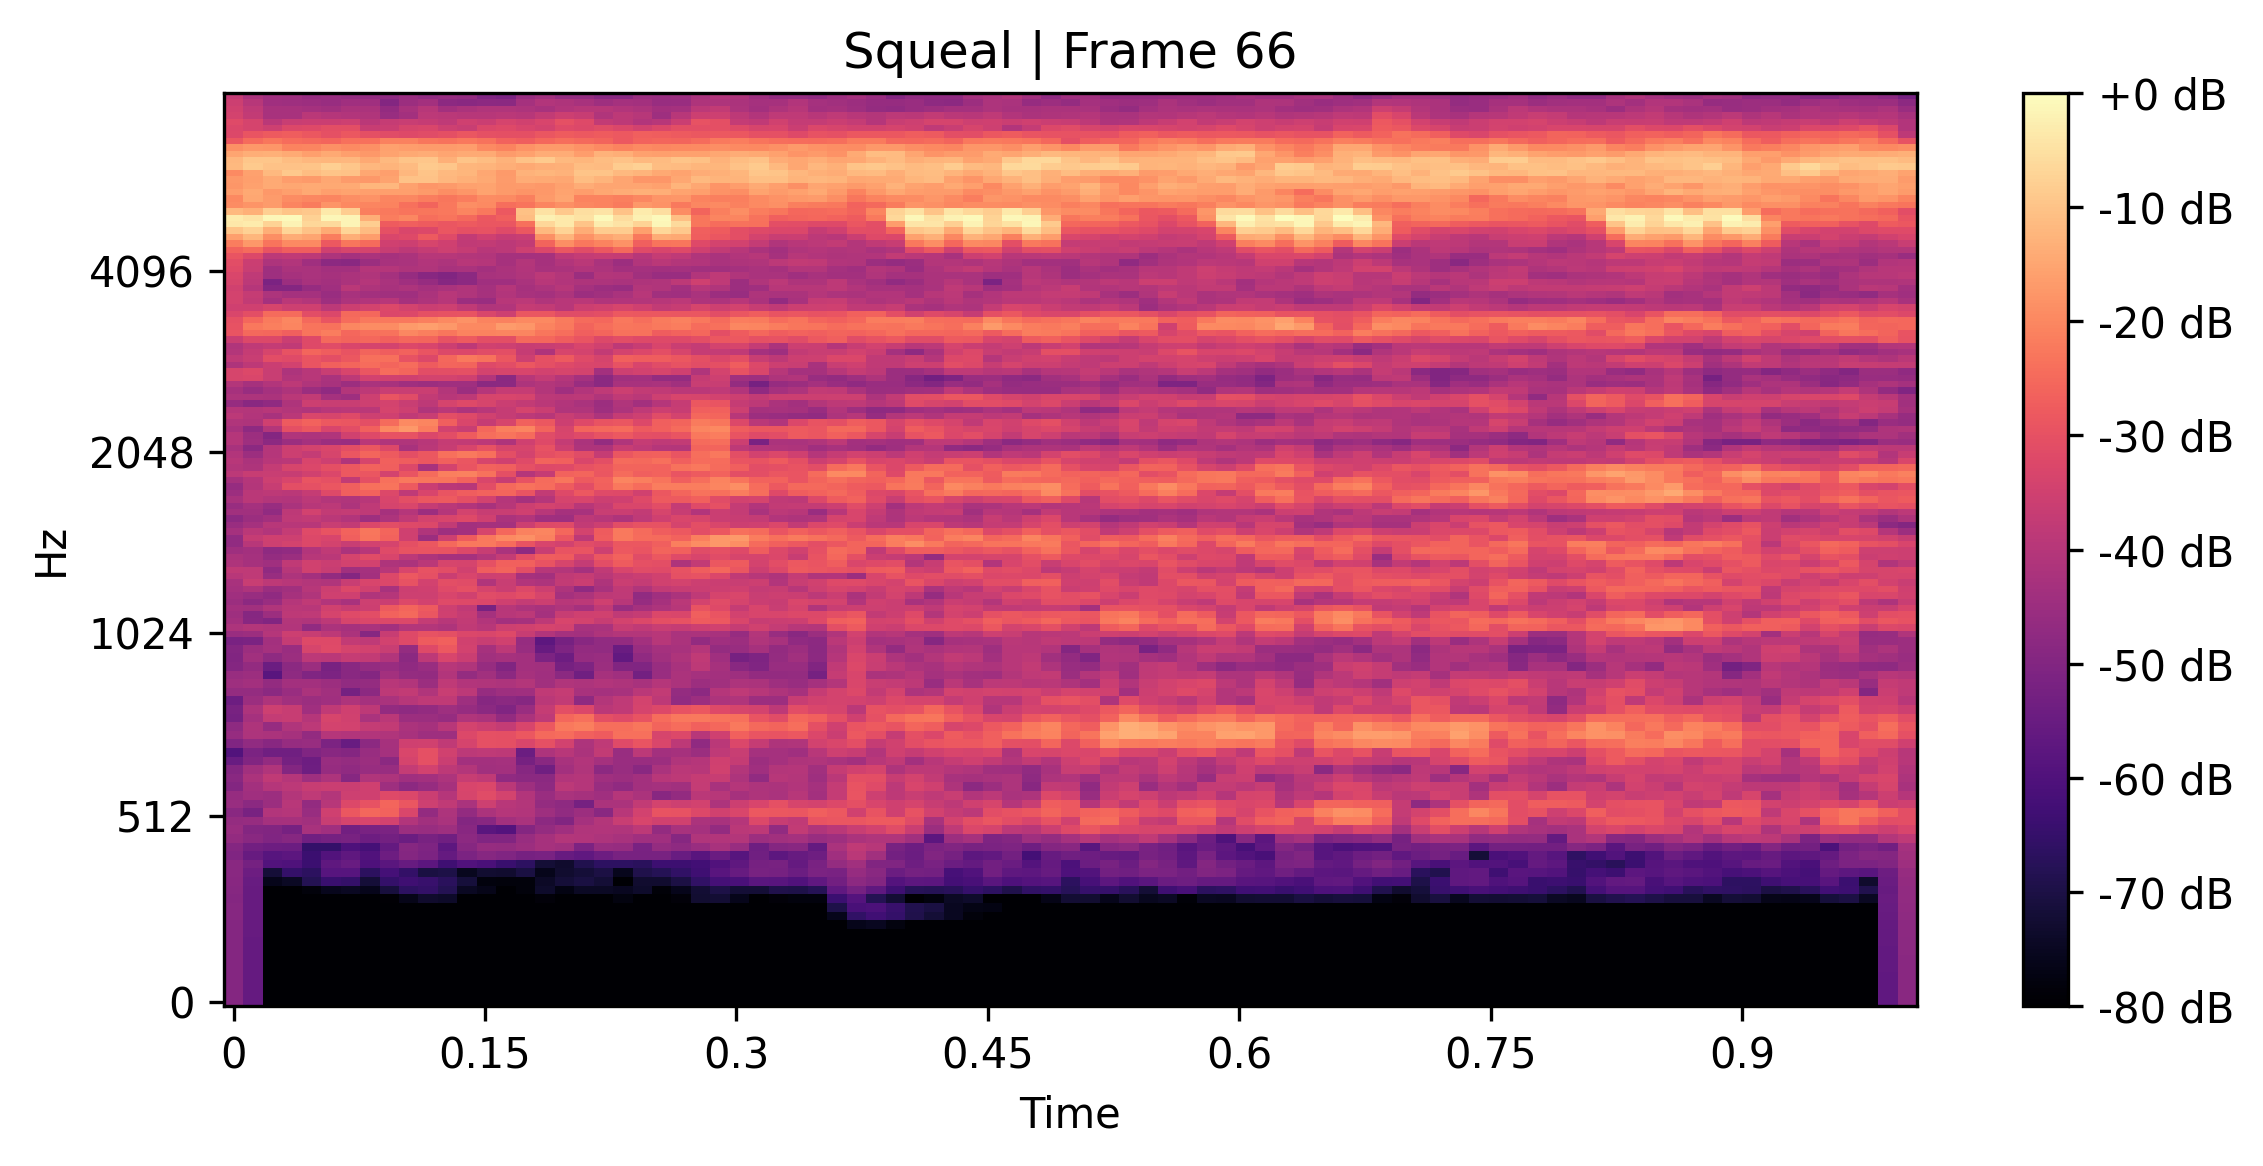 Squeal | Frame 66
Hz
4096
2048
1024
512
0
0
0.15
0.3
0.45
0.6
0.75
0.9
Time
+0 dB
-10 dB
-20 dB
-30 dB
-40 dB
-50 dB
-60 dB
-70 dB
-80 dB